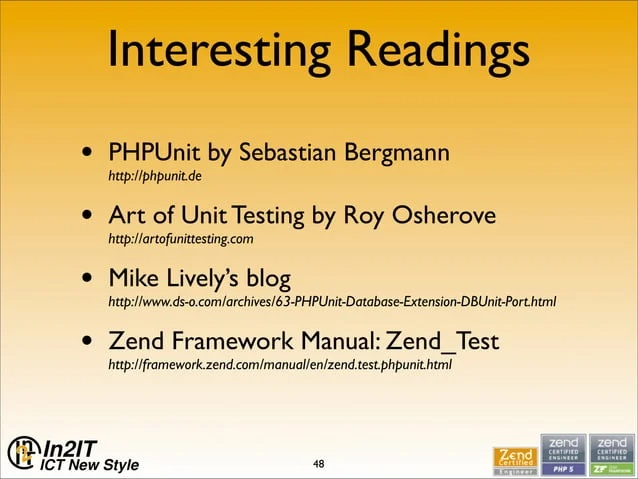 Interesting Readings
• PHPUnit by Sebastian Bergmann
http://phpunit.de
• Art of Unit Testing by Roy Osherove
http://artofunittesting.com
• Mike Lively’s blog
http://www.ds-o.com/archives/63-PHPUnit-Database-Extension-DBUnit-Port.html
• Zend Framework Manual: Zend_Test
http://framework.zend.com/manual/en/zend.test.phpunit.html
In2IT
ICT New Style
48
Zend
Certified
Engineer
zend
CERTIFIED
ENGINEER
PHP 5
zend
CERTIFIED
ENGINEER
ZF